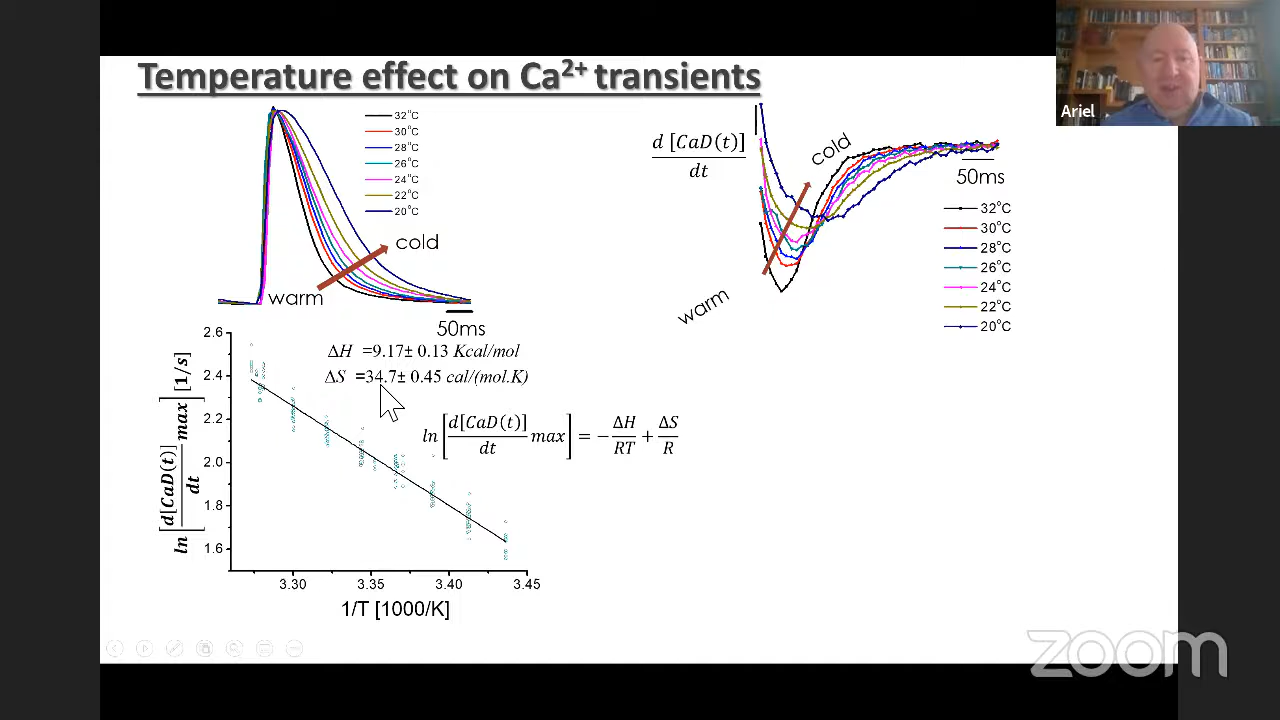 Temperature effect on Ca2+ transients
32°C
30°C
28°C
26°C
24°C
22°C
20°C
cold
warm
50ms
d [CaD(t)]
dt
cold
warm
50ms
32°C
30°C
28°C
26°C
24°C
22°C
20°C
Ariel
ΔH =9.17± 0.13 Kcal/mol
ΔS =34.7± 0.45 cal/(mol.K)
ln[d[CaD(t)]/dt max] = −ΔH/RT + ΔS/R
ln[d[CaD(t)]/dt max] [1/s]
2.6
2.4
2.2
2.0
1.8
1.6
3.30 3.35 3.40 3.45
1/T [1000/K]
zoom